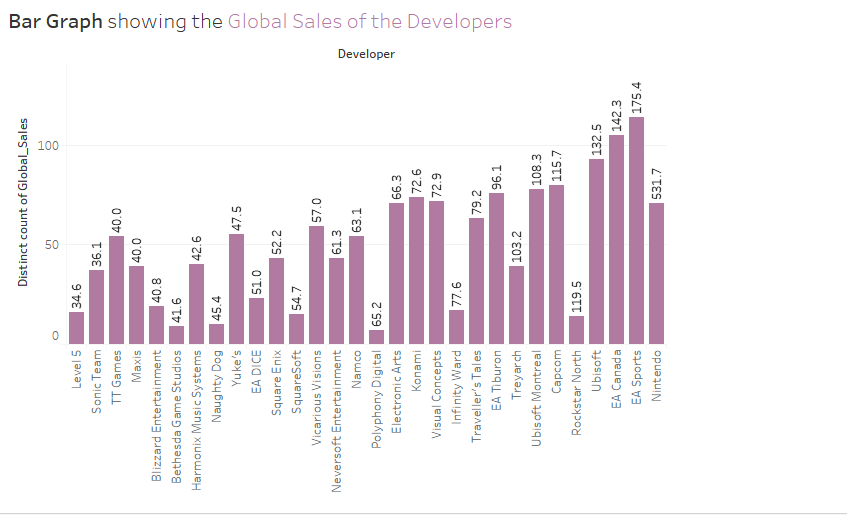 Bar Graph showing the Global Sales of the Developers
Developer
Distinct count of Global_Sales
100
50
0
34.6
36.1
40.0
40.0
40.8
41.6
42.6
45.4
47.5
51.0
52.2
54.7
57.0
61.3
63.1
65.2
66.3
72.6
72.9
77.6
79.2
96.1
103.2
108.3
115.7
119.5
132.5
142.3
175.4
531.7
Level 5
Sonic Team
TT Games
Maxis
Blizzard Entertainment
Bethesda Game Studios
Harmonix Music Systems
Naughty Dog
Yuke's
EA DICE
Square Enix
SquareSoft
Vicarious Visions
Neversoft Entertainment
Namco
Polyphony Digital
Electronic Arts
Konami
Visual Concepts
Infinity Ward
Traveller's Tales
EA Tiburon
Treyarch
Ubisoft Montreal
Capcom
Rockstar North
Ubisoft
EA Canada
EA Sports
Nintendo